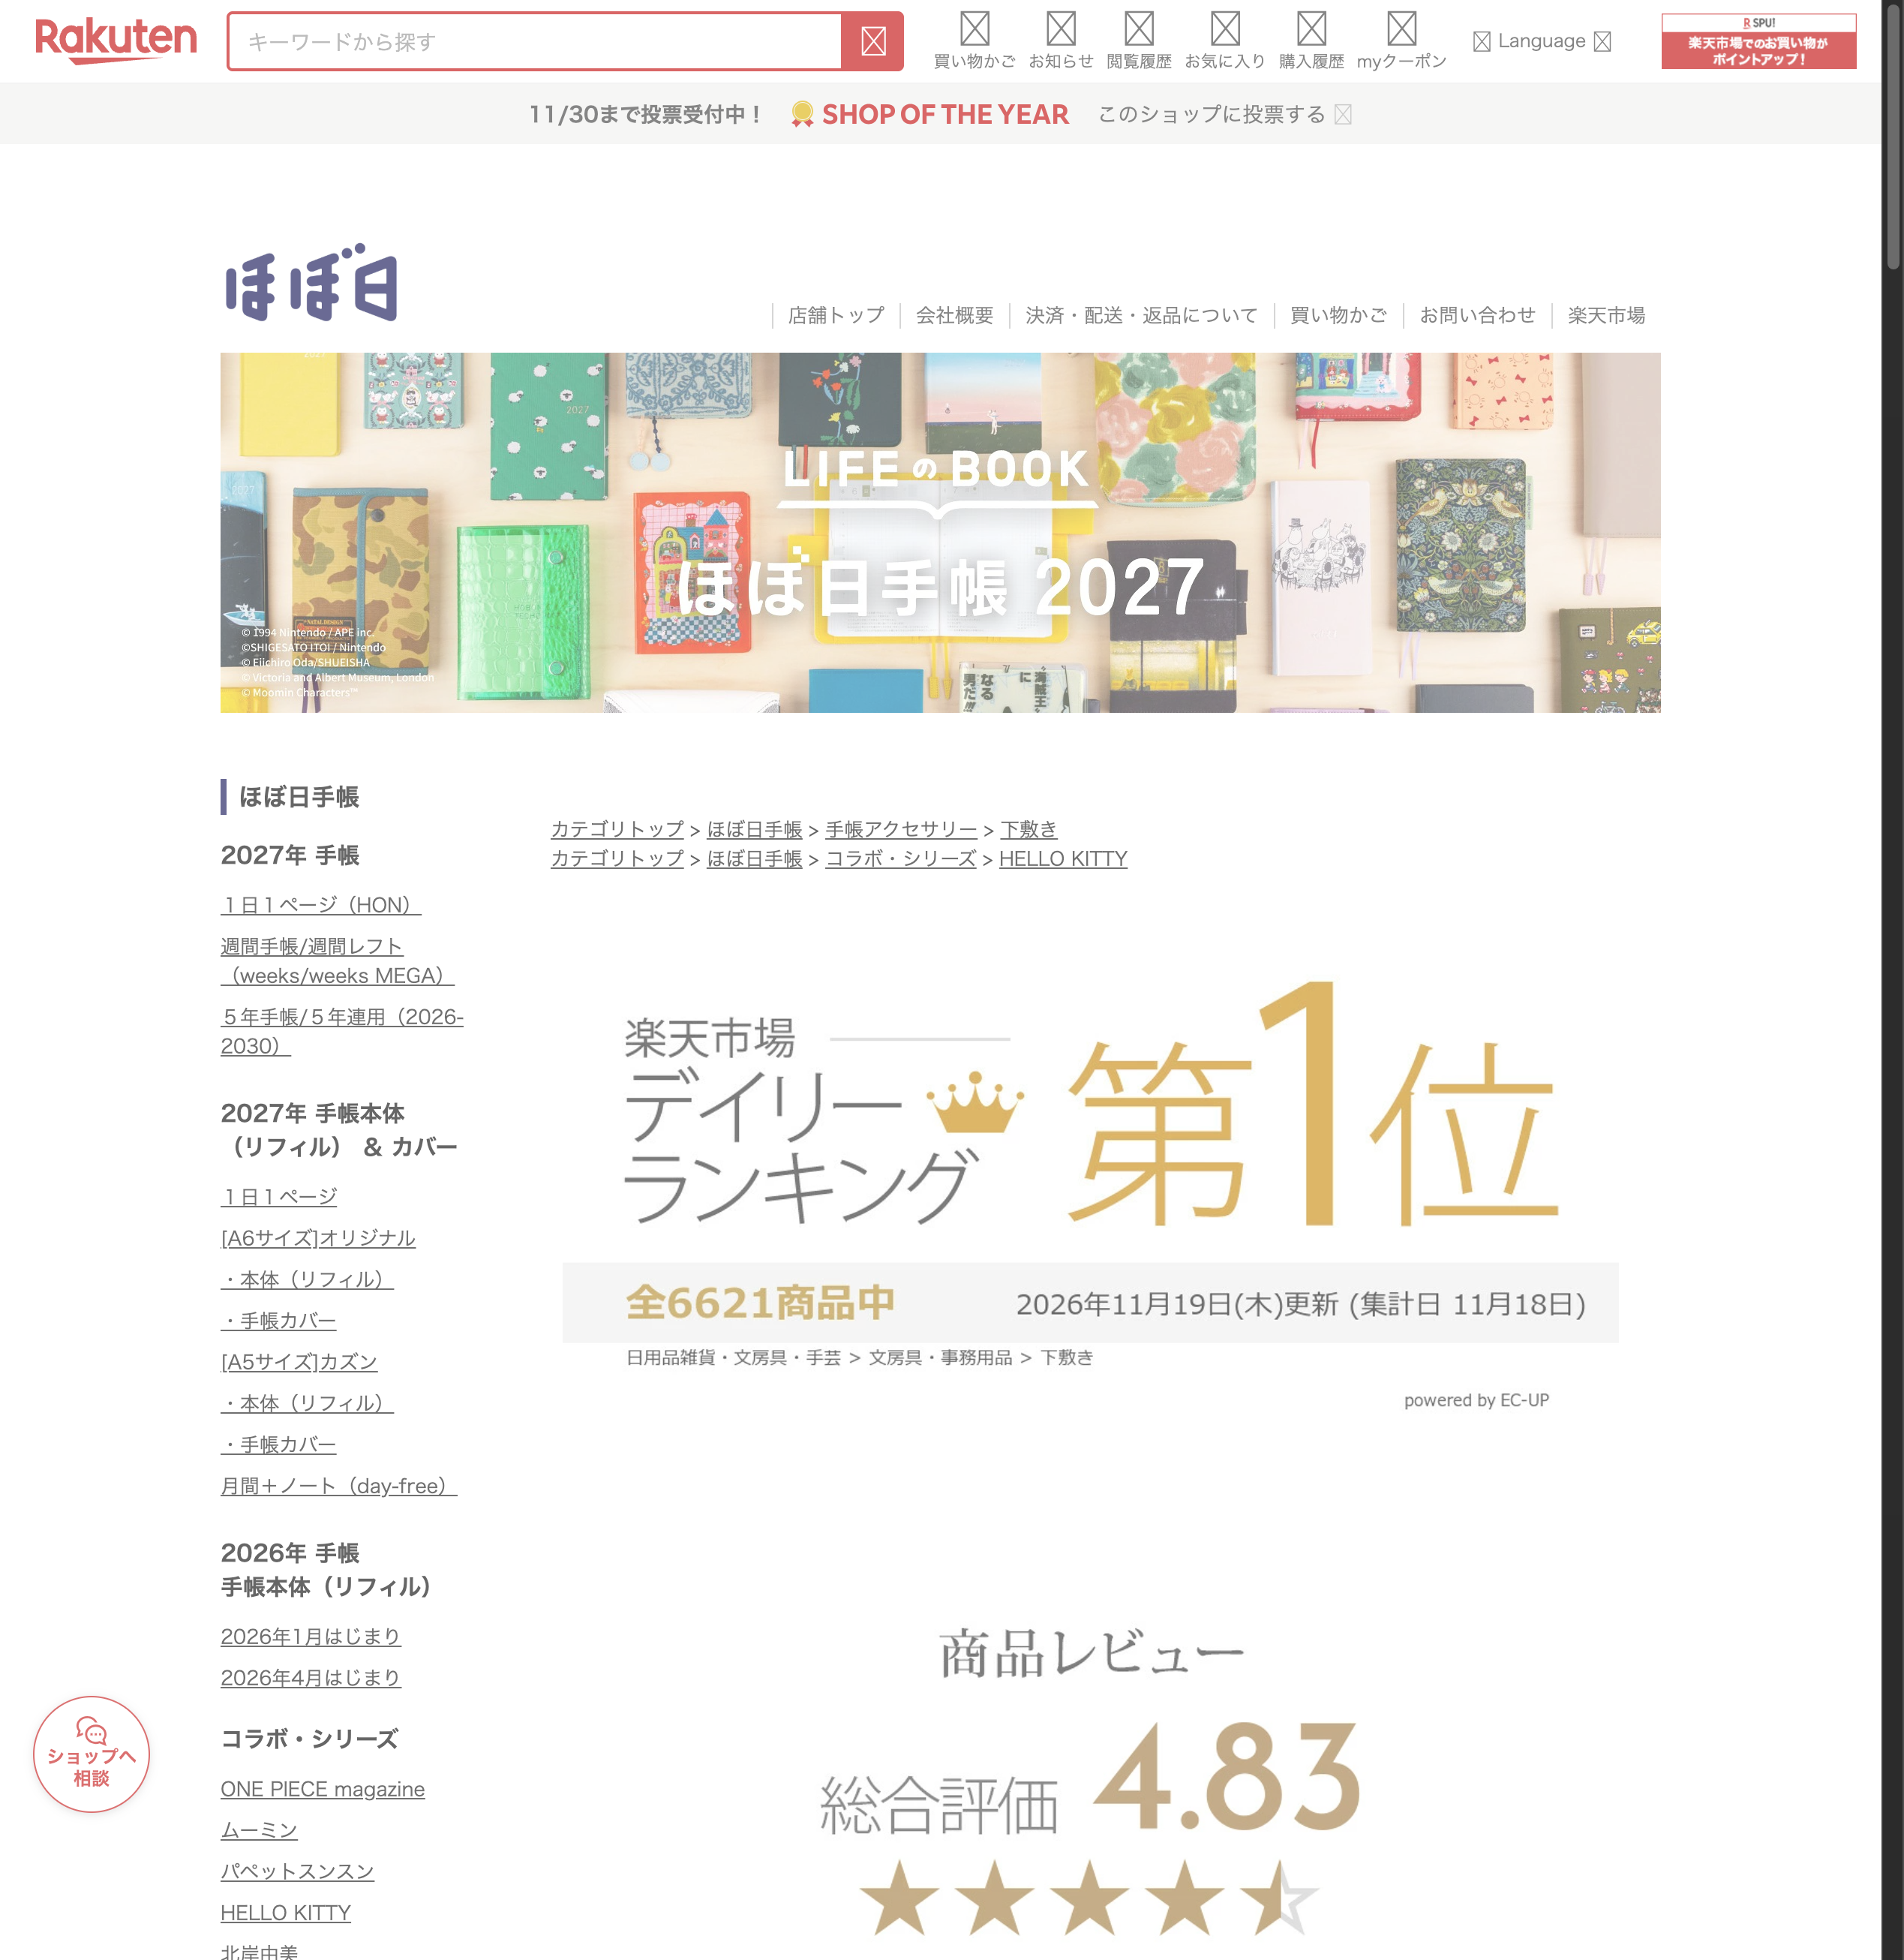 Rakuten
キーワードから探す
買い物かご お知らせ 閲覧履歴 お気に入り 購入履歴 myクーポン
Language
R SPU!
楽天市場でのお買い物が
ポイントアップ！
11/30まで投票受付中！ SHOP OF THE YEAR このショップに投票する
ほぼ日
店舗トップ 会社概要 決済・配送・返品について 買い物かご お問い合わせ 楽天市場
LIFEのBOOK
ほぼ日手帳 2027
© 1994 Nintendo / APE inc.
©SHIGESATO ITOI / Nintendo
© Eiichiro Oda/SHUEISHA
© Victoria and Albert Museum, London
© Moomin Characters™
ほぼ日手帳
2027年 手帳
１日１ページ（HON）
週間手帳/週間レフト
（weeks/weeks MEGA）
５年手帳/５年連用（2026-
2030）
2027年 手帳本体
（リフィル） ＆ カバー
１日１ページ
[A6サイズ]オリジナル
・本体（リフィル）
・手帳カバー
[A5サイズ]カズン
・本体（リフィル）
・手帳カバー
月間＋ノート（day-free）
2026年 手帳
手帳本体（リフィル）
2026年1月はじまり
2026年4月はじまり
コラボ・シリーズ
ONE PIECE magazine
ムーミン
パペットスンスン
HELLO KITTY
北岸由美
ショップへ
相談
カテゴリトップ > ほぼ日手帳 > 手帳アクセサリー > 下敷き
カテゴリトップ > ほぼ日手帳 > コラボ・シリーズ > HELLO KITTY
楽天市場
デイリー
ランキング
第1位
全6621商品中 2026年11月19日(木)更新 (集計日 11月18日)
日用品雑貨・文房具・手芸 > 文房具・事務用品 > 下敷き
powered by EC-UP
商品レビュー
総合評価 4.83